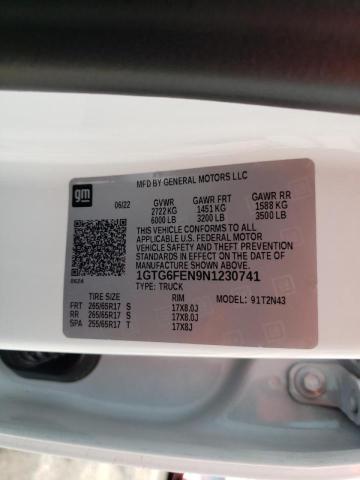 gm
MFD BY GENERAL MOTORS LLC
06/22 GVWR GAWR FRT GAWR RR
2722 KG 1451 KG 1588 KG
6000 LB 3200 LB 3500 LB
THIS VEHICLE CONFORMS TO ALL
APPLICABLE U.S. FEDERAL MOTOR
VEHICLE SAFETY, BUMPER, AND
THEFT PREVENTION STANDARDS
IN EFFECT ON THE DATE OF
MANUFACTURE SHOWN ABOVE.
1GTG6FEN9N1230741
TYPE: TRUCK
TIRE SIZE RIM MODEL: 91T2N43
FRT 265/65R17 S 17X8.0J
RR 265/65R17 S 17X8.0J
SPA 255/65R17 T 17X8J